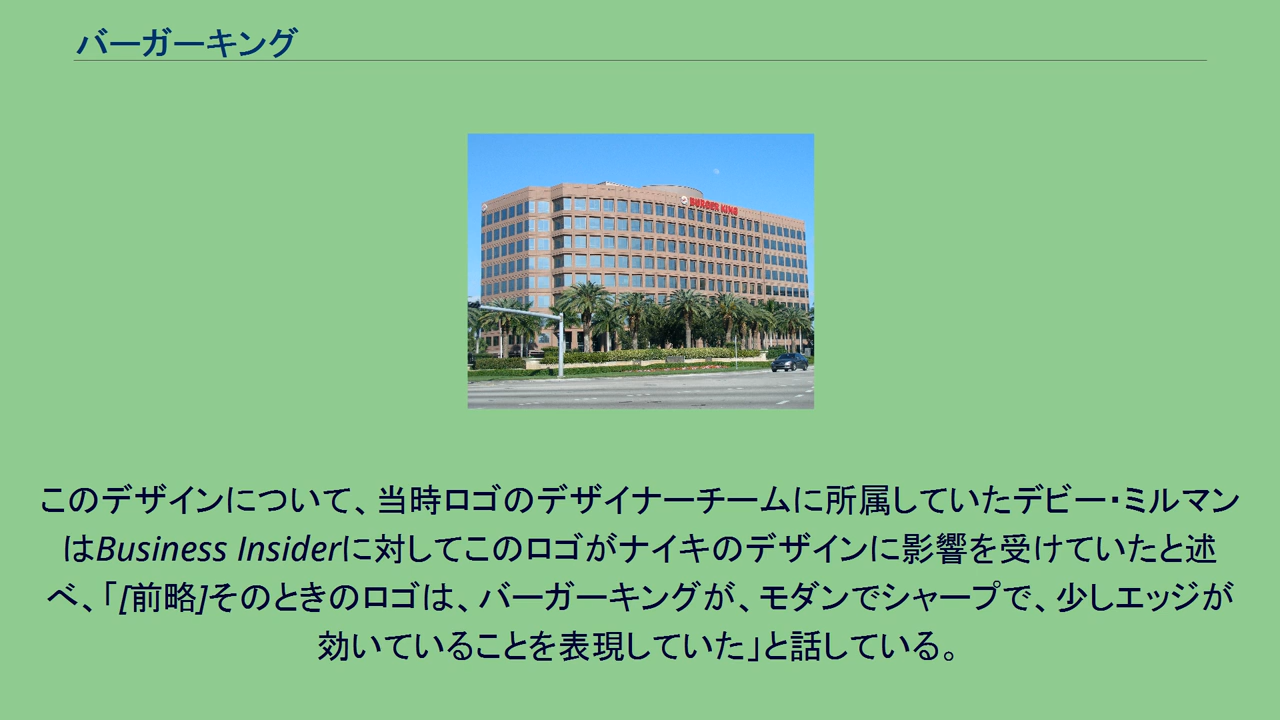 バーガーキング
BURGER KING
このデザインについて、当時ロゴのデザイナーチームに所属していたデビー・ミルマン
はBusiness Insiderに対してこのロゴがナイキのデザインに影響を受けていたと述
べ、「[前略]そのときのロゴは、バーガーキングが、モダンでシャープで、少しエッジが
効いていることを表現していた」と話している。